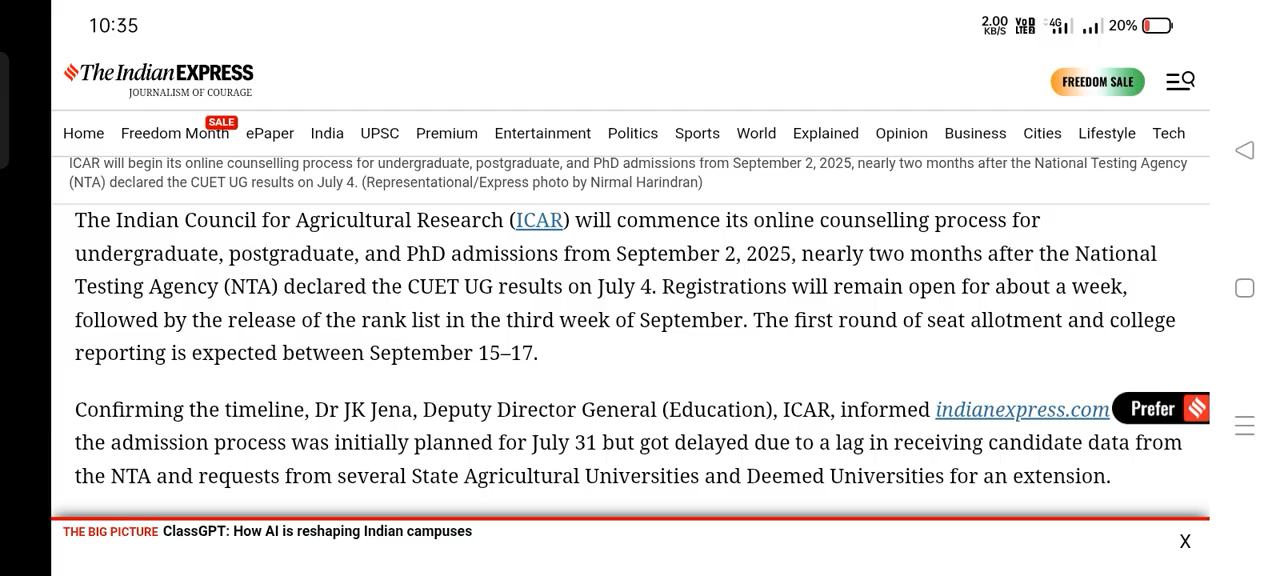 10:35
2.00 KB/S VoD LTE2 4G 20%
The Indian EXPRESS
JOURNALISM OF COURAGE
FREEDOM SALE
SALE
Home Freedom Month ePaper India UPSC Premium Entertainment Politics Sports World Explained Opinion Business Cities Lifestyle Tech
ICAR will begin its online counselling process for undergraduate, postgraduate, and PhD admissions from September 2, 2025, nearly two months after the National Testing Agency
(NTA) declared the CUET UG results on July 4. (Representational/Express photo by Nirmal Harindran)
The Indian Council for Agricultural Research (ICAR) will commence its online counselling process for
undergraduate, postgraduate, and PhD admissions from September 2, 2025, nearly two months after the National
Testing Agency (NTA) declared the CUET UG results on July 4. Registrations will remain open for about a week,
followed by the release of the rank list in the third week of September. The first round of seat allotment and college
reporting is expected between September 15–17.
Confirming the timeline, Dr JK Jena, Deputy Director General (Education), ICAR, informed indianexpress.com
Prefer
the admission process was initially planned for July 31 but got delayed due to a lag in receiving candidate data from
the NTA and requests from several State Agricultural Universities and Deemed Universities for an extension.
THE BIG PICTURE ClassGPT: How AI is reshaping Indian campuses
X